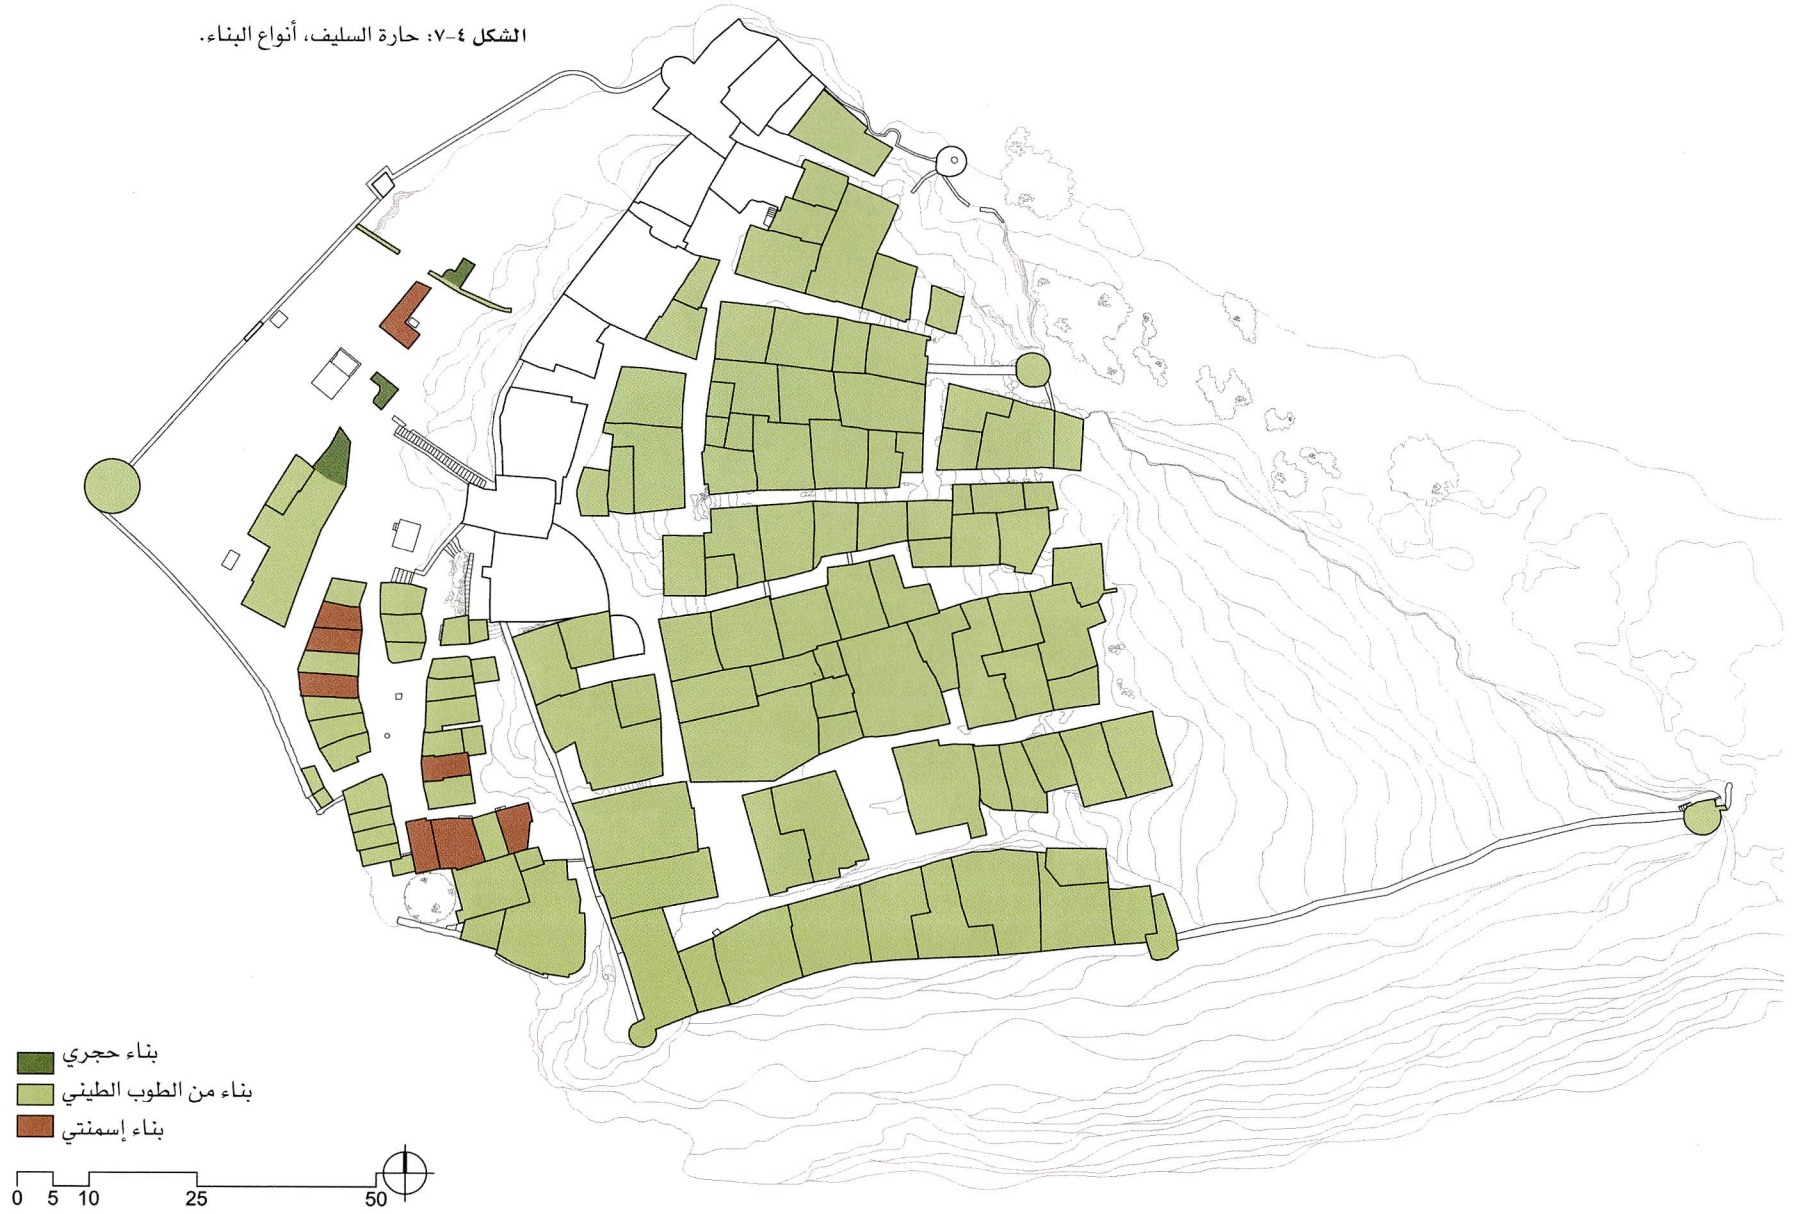 الشكل ٤-٧: حارة السليف، أنواع البناء.
بناء حجري
بناء من الطوب الطيني
بناء إسمنتي
0 5 10 25 50